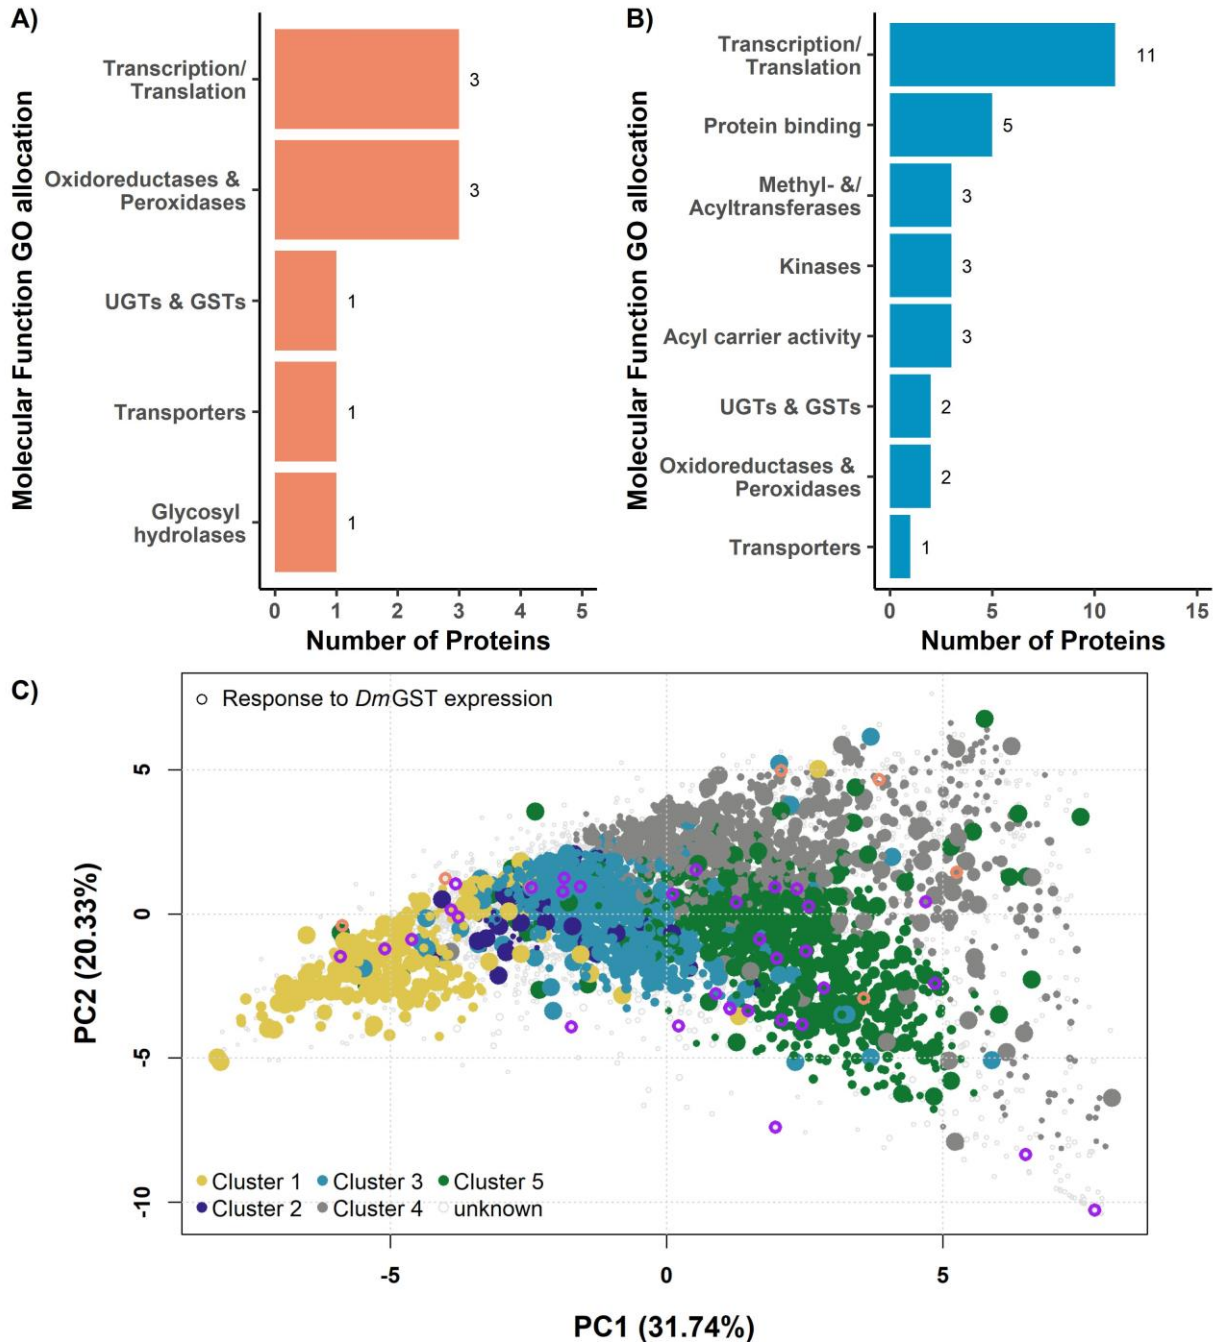 A)
Molecular Function GO allocation
Transcription/
Translation
3
Oxidoreductases &
Peroxidases
3
UGTs & GSTs
1
Transporters
1
Glycosyl
hydrolases
1
0 1 2 3 4 5
Number of Proteins
B)
Molecular Function GO allocation
Transcription/
Translation
11
Protein binding
5
Methyl- &/
Acyltransferases
3
Kinases
3
Acyl carrier activity
3
UGTs & GSTs
2
Oxidoreductases &
Peroxidases
2
Transporters
1
0 5 10 15
Number of Proteins
C)
Response to DmGST expression
PC2 (20.33%)
5
0
-5
-10
Cluster 1 Cluster 3 Cluster 5
Cluster 2 Cluster 4 unknown
-5 0 5
PC1 (31.74%)